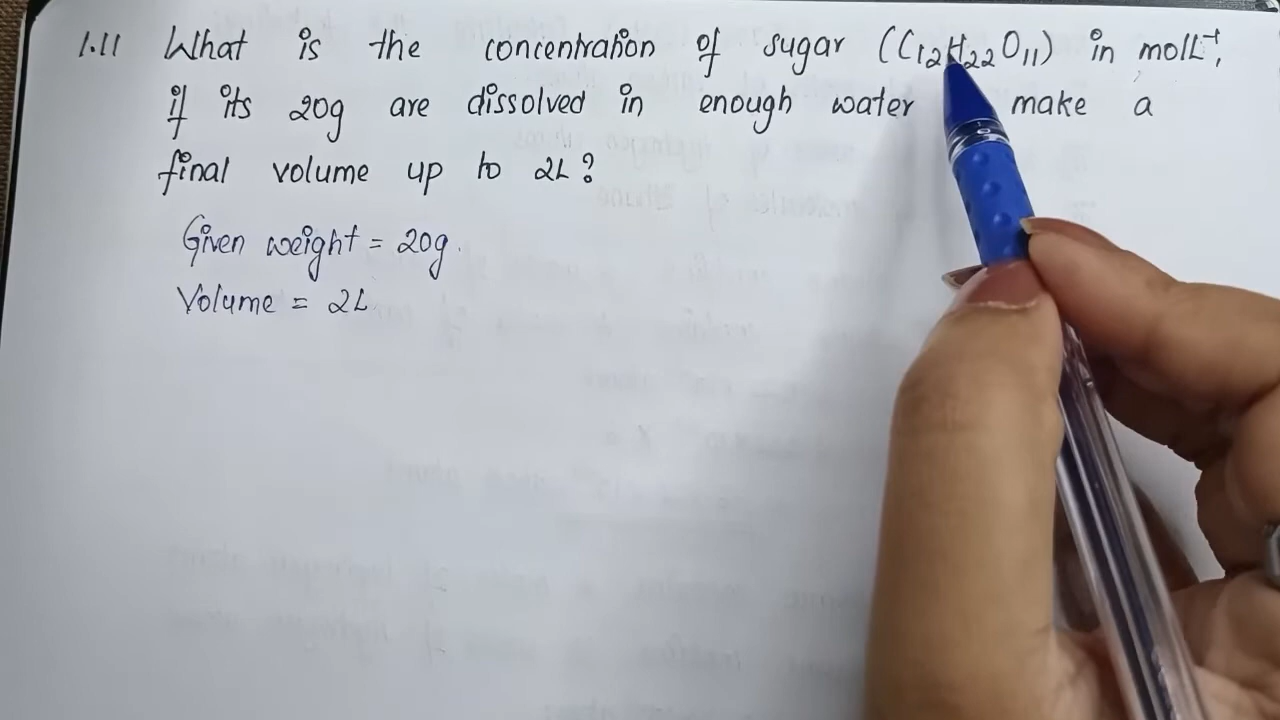 1.11 What is the concentration of sugar (C₁₂H₂₂O₁₁) in molL⁻¹,
if its 20g are dissolved in enough water make a
final volume up to 2L?
Given weight = 20g.
Volume = 2L